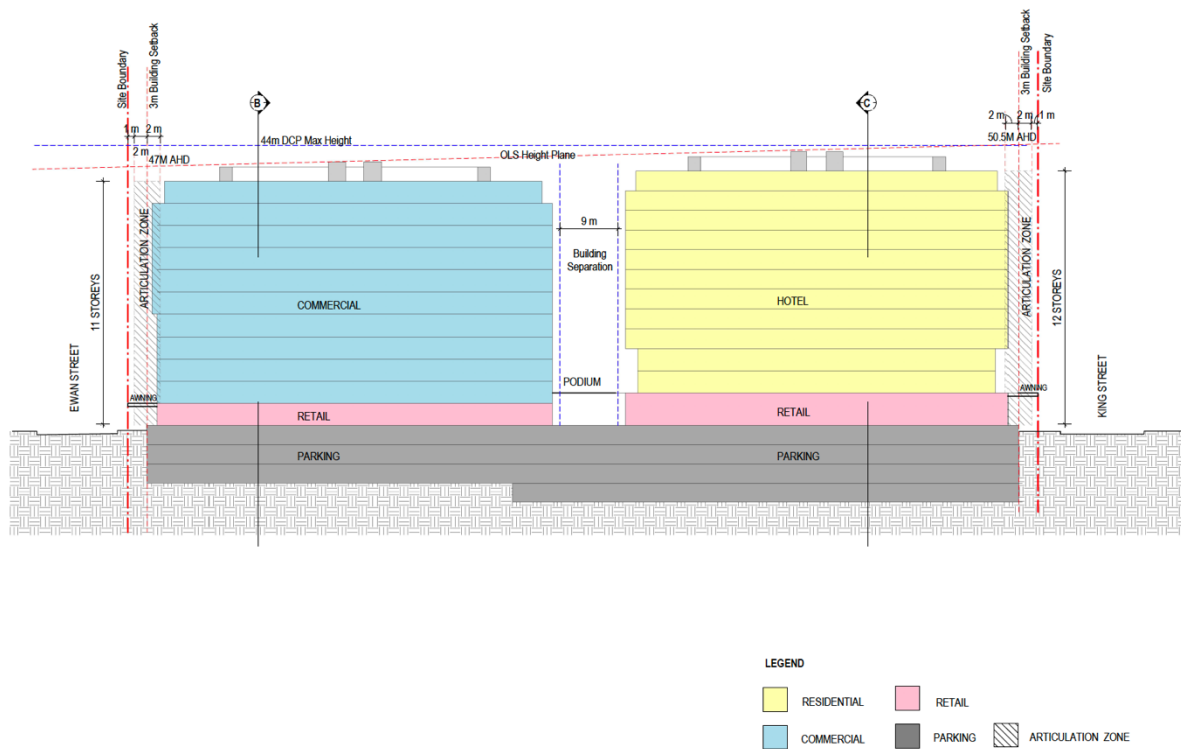 Site Boundary
3m Building Setback
3m Building Setback
Site Boundary
B
C
1 m 2 m
2 m
2 m 2 m 1 m
44m DCP Max Height
50.5M AHD
47M AHD
OLS Height Plane
9 m
Building
Separation
ARTICULATION ZONE
ARTICULATION ZONE
11 STOREYS
12 STOREYS
COMMERCIAL
HOTEL
EWAN STREET
KING STREET
PODIUM
AWNING
AWNING
RETAIL
RETAIL
PARKING
PARKING
LEGEND
RESIDENTIAL
RETAIL
COMMERCIAL
PARKING
ARTICULATION ZONE